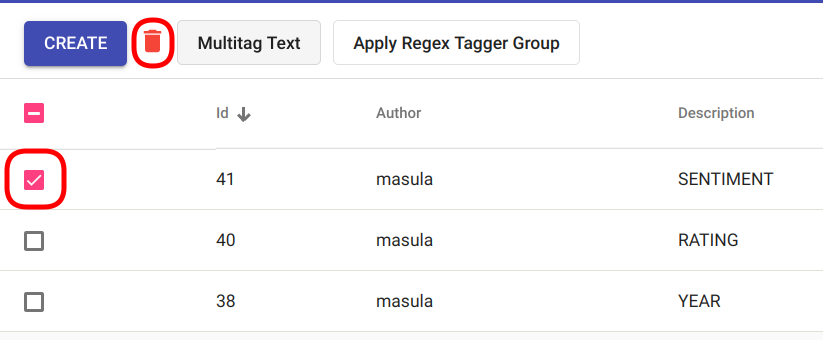 CREATE Multitag Text Apply Regex Tagger Group
Id Author Description
41 masula SENTIMENT
40 masula RATING
38 masula YEAR